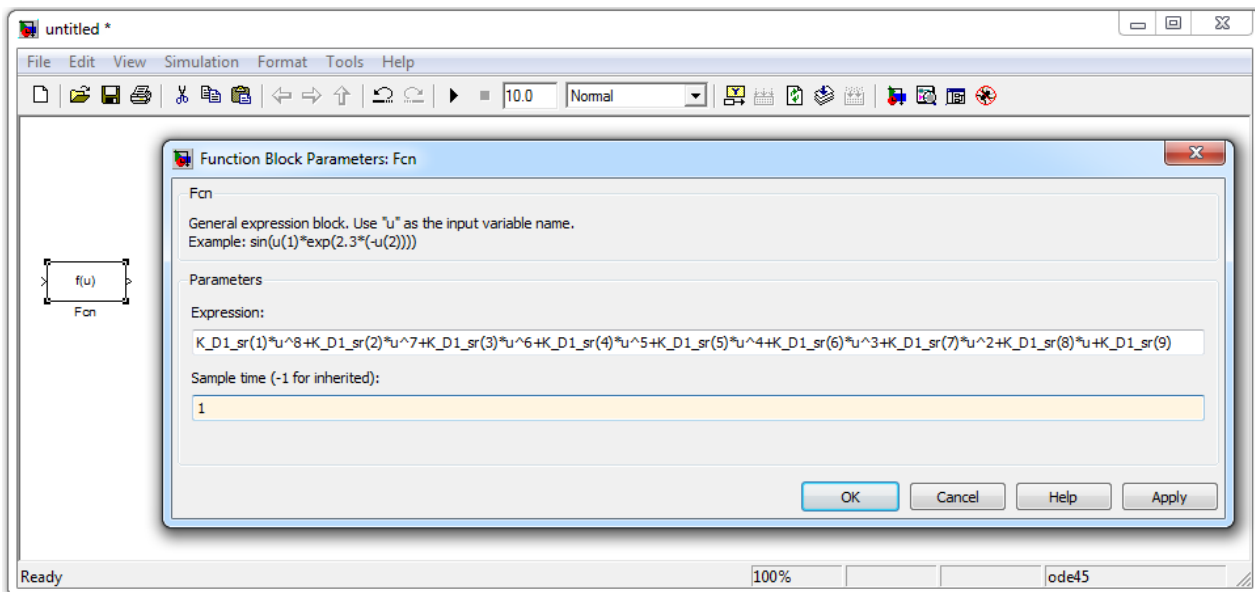 untitled *
File Edit View Simulation Format Tools Help
10.0 Normal
Function Block Parameters: Fcn
Fcn
General expression block. Use "u" as the input variable name.
Example: sin(u(1)*exp(2.3*(-u(2))))
f(u)
Fcn
Parameters
Expression:
K_D1_sr(1)*u^8+K_D1_sr(2)*u^7+K_D1_sr(3)*u^6+K_D1_sr(4)*u^5+K_D1_sr(5)*u^4+K_D1_sr(6)*u^3+K_D1_sr(7)*u^2+K_D1_sr(8)*u+K_D1_sr(9)
Sample time (-1 for inherited):
1
OK Cancel Help Apply
Ready 100% ode45